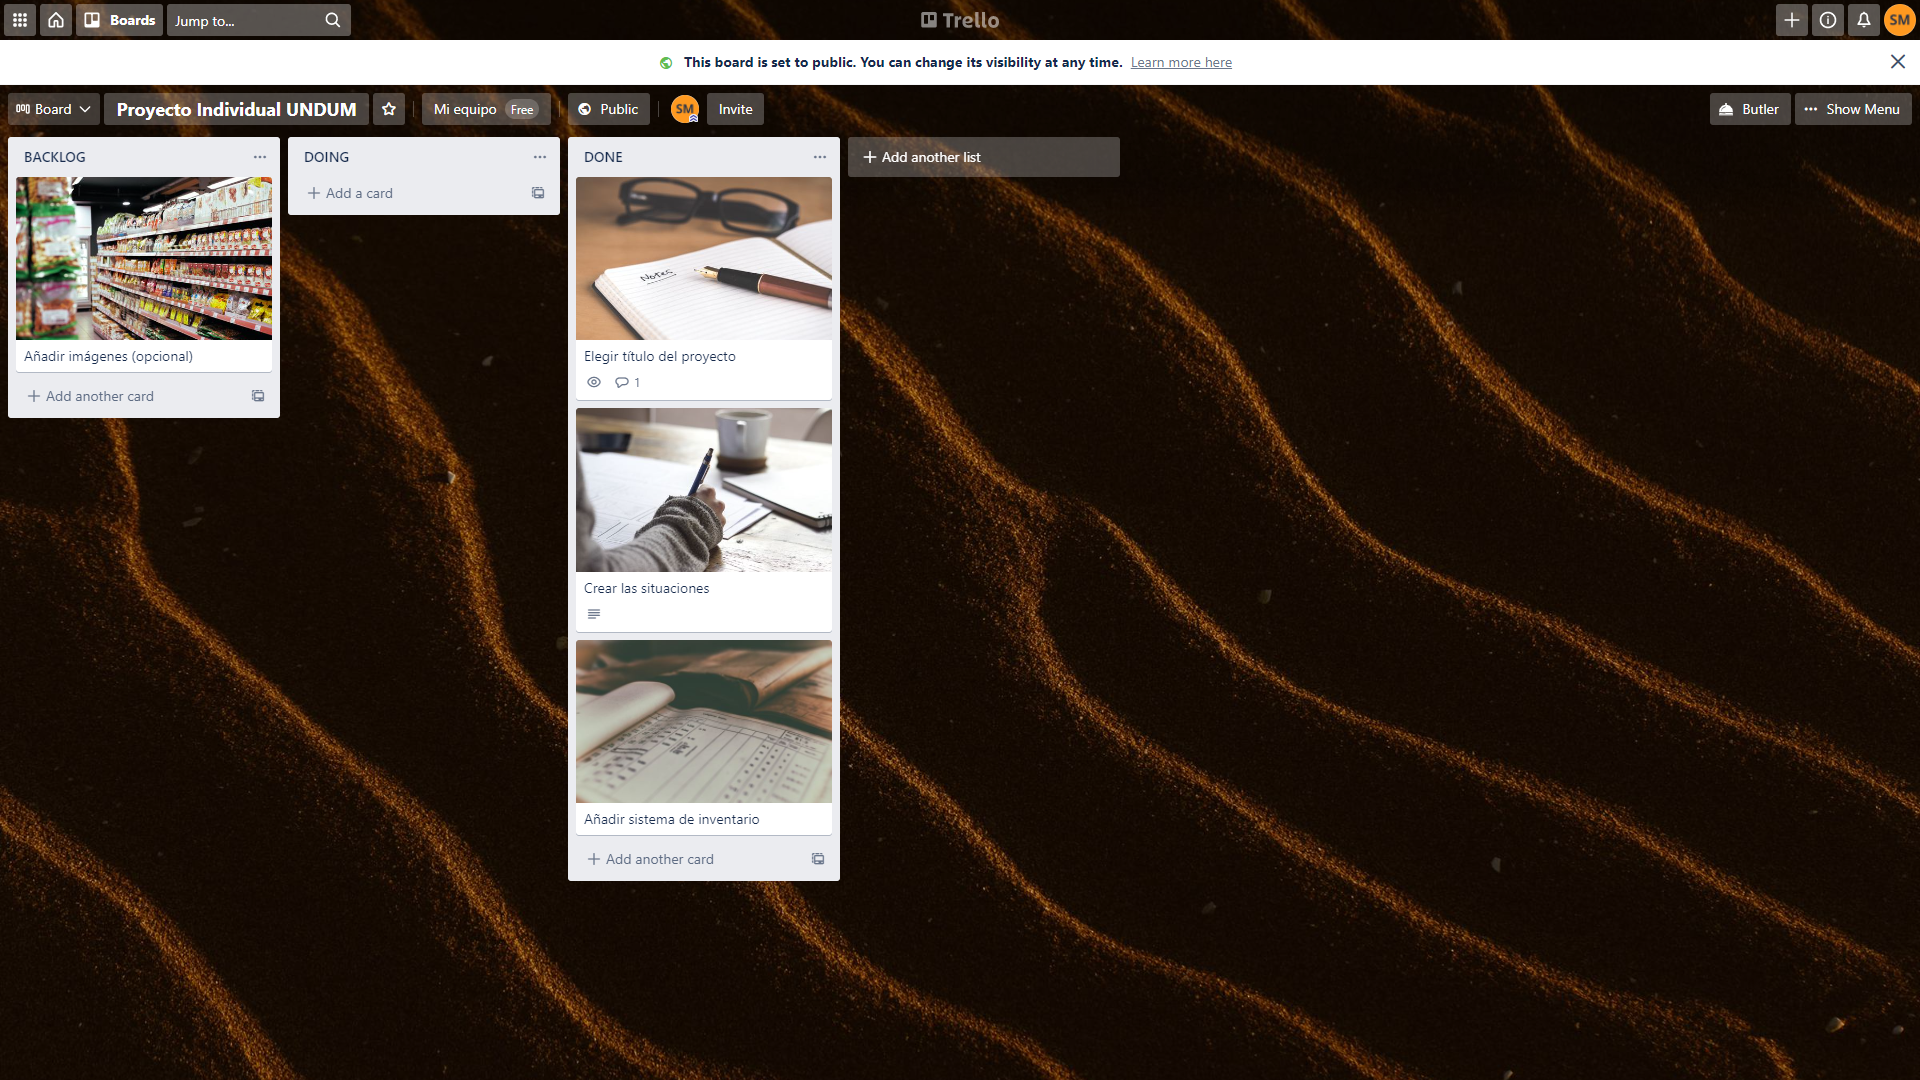 Boards
Jump to...
Trello
SM
This board is set to public. You can change its visibility at any time. Learn more here
Board
Proyecto Individual UNDUM
Mi equipo Free
Public
SM
Invite
Butler
Show Menu
BACKLOG
Añadir imágenes (opcional)
Add another card
DOING
Add a card
DONE
Notes
Elegir título del proyecto
1
Crear las situaciones
Añadir sistema de inventario
Add another card
Add another list